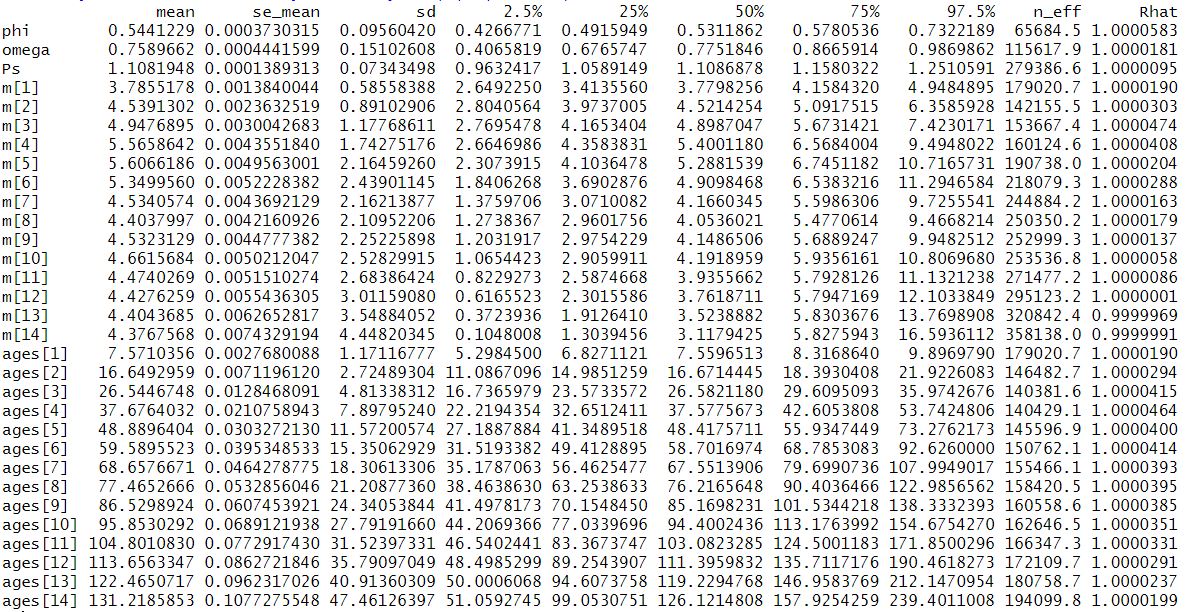 mean se_mean sd 2.5% 25% 50% 75% 97.5% n_eff Rhat
phi 0.5441229 0.0003730315 0.09560420 0.4266771 0.4915949 0.5311862 0.5780536 0.7322189 65684.5 1.0000583
omega 0.7589662 0.0004441599 0.15102608 0.4065819 0.6765747 0.7751846 0.8665914 0.9869862 115617.9 1.0000181
Ps 1.1081948 0.0001389313 0.07343498 0.9632417 1.0589149 1.1086878 1.1580322 1.2510591 279386.6 1.0000095
m[1] 3.7855178 0.0013840044 0.58558388 2.6492250 3.4135560 3.7798256 4.1584320 4.9484895 179020.7 1.0000190
m[2] 4.5391302 0.0023632519 0.89102906 2.8040564 3.9737005 4.5214254 5.0917515 6.3585928 142155.5 1.0000303
m[3] 4.9476895 0.0030042683 1.17768611 2.7695478 4.1653404 4.8987047 5.6731421 7.4230171 153667.4 1.0000474
m[4] 5.5658642 0.0043551840 1.74275176 2.6646986 4.3583831 5.4001180 6.5684004 9.4948022 160124.6 1.0000408
m[5] 5.6066186 0.0049563001 2.16459260 2.3073915 4.1036478 5.2881539 6.7451182 10.7165731 190738.0 1.0000204
m[6] 5.3499560 0.0052228382 2.43901145 1.8406268 3.6902876 4.9098468 6.5383216 11.2946584 218079.3 1.0000288
m[7] 4.5340574 0.0043692129 2.16213877 1.3759706 3.0710082 4.1660345 5.5986306 9.7255541 244884.2 1.0000163
m[8] 4.4037997 0.0042160926 2.10952206 1.2738367 2.9601756 4.0536021 5.4770614 9.4668214 250350.2 1.0000179
m[9] 4.5323129 0.0044777382 2.25225898 1.2031917 2.9754229 4.1486506 5.6889247 9.9482512 252999.3 1.0000137
m[10] 4.6615684 0.0050212047 2.52829915 1.0654423 2.9059911 4.1918959 5.9356161 10.8069680 253536.8 1.0000058
m[11] 4.4740269 0.0051510274 2.68386424 0.8229273 2.5874668 3.9355662 5.7928126 11.1321238 271477.2 1.0000086
m[12] 4.4276259 0.0055436305 3.01159080 0.6165523 2.3015586 3.7618711 5.7947169 12.1033849 295123.2 1.0000001
m[13] 4.4043685 0.0062652817 3.54884052 0.3723936 1.9126410 3.5238882 5.8303676 13.7698908 320842.4 0.9999969
m[14] 4.3767568 0.0074329194 4.44820345 0.1048008 1.3039456 3.1179425 5.8275943 16.5936112 358138.0 0.9999991
ages[1] 7.5710356 0.0027680088 1.17116777 5.2984500 6.8271121 7.5596513 8.3168640 9.8969790 179020.7 1.0000190
ages[2] 16.6492959 0.0071196120 2.72489304 11.0867096 14.9851259 16.6714445 18.3930408 21.9226083 146482.7 1.0000294
ages[3] 26.5446748 0.0128468091 4.81338312 16.7365979 23.5733572 26.5821180 29.6095093 35.9742676 140381.6 1.0000415
ages[4] 37.6764032 0.0210758943 7.89795240 22.2194354 32.6512411 37.5775673 42.6053808 53.7424806 140429.1 1.0000464
ages[5] 48.8896404 0.0303272130 11.57200574 27.1887884 41.3489518 48.4175711 55.9347449 73.2762173 145596.9 1.0000400
ages[6] 59.5895523 0.0395348533 15.35062929 31.5193382 49.4128895 58.7016974 68.7853083 92.6260000 150762.1 1.0000414
ages[7] 68.6576671 0.0464278775 18.30613306 35.1787063 56.4625477 67.5513906 79.6990736 107.9949017 155466.1 1.0000393
ages[8] 77.4652666 0.0532856046 21.20877360 38.4638630 63.2538633 76.2165648 90.4036466 122.9856562 158420.5 1.0000395
ages[9] 86.5298924 0.0607453921 24.34053844 41.4978173 70.1548450 85.1698231 101.5344218 138.3332393 160558.6 1.0000385
ages[10] 95.8530292 0.0689121938 27.79191660 44.2069366 77.0339696 94.4002436 113.1763992 154.6754270 162646.5 1.0000351
ages[11] 104.8010830 0.0772917430 31.52397331 46.5402441 83.3673747 103.0823285 124.5001183 171.8500296 166347.3 1.0000331
ages[12] 113.6563347 0.0862721846 35.79097049 48.4985299 89.2543907 111.3959832 135.7117176 190.4618273 172109.7 1.0000291
ages[13] 122.4650717 0.0962317026 40.91360309 50.0006068 94.6073758 119.2294768 146.9583769 212.1470954 180758.7 1.0000237
ages[14] 131.2185853 0.1077275548 47.46126397 51.0592745 99.0530751 126.1214808 157.9254259 239.4011008 194099.8 1.0000199